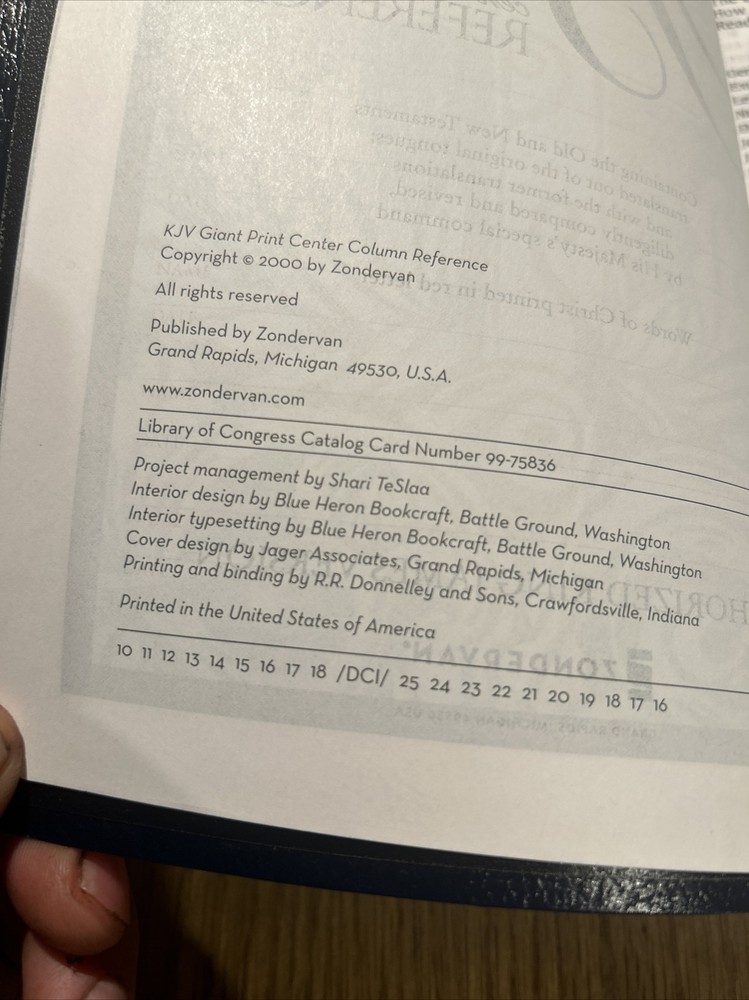 KJV Giant Print Center Column Reference
Copyright © 2000 by Zondervan
All rights reserved
Published by Zondervan
Grand Rapids, Michigan 49530, U.S.A.
www.zondervan.com
Library of Congress Catalog Card Number 99-75836
Project management by Shari TeSlaa
Interior design by Blue Heron Bookcraft, Battle Ground, Washington
Interior typesetting by Blue Heron Bookcraft, Battle Ground, Washington
Cover design by Jager Associates, Grand Rapids, Michigan
Printing and binding by R.R. Donnelley and Sons, Crawfordsville, Indiana
Printed in the United States of America
10 11 12 13 14 15 16 17 18 /DCI/ 25 24 23 22 21 20 19 18 17 16